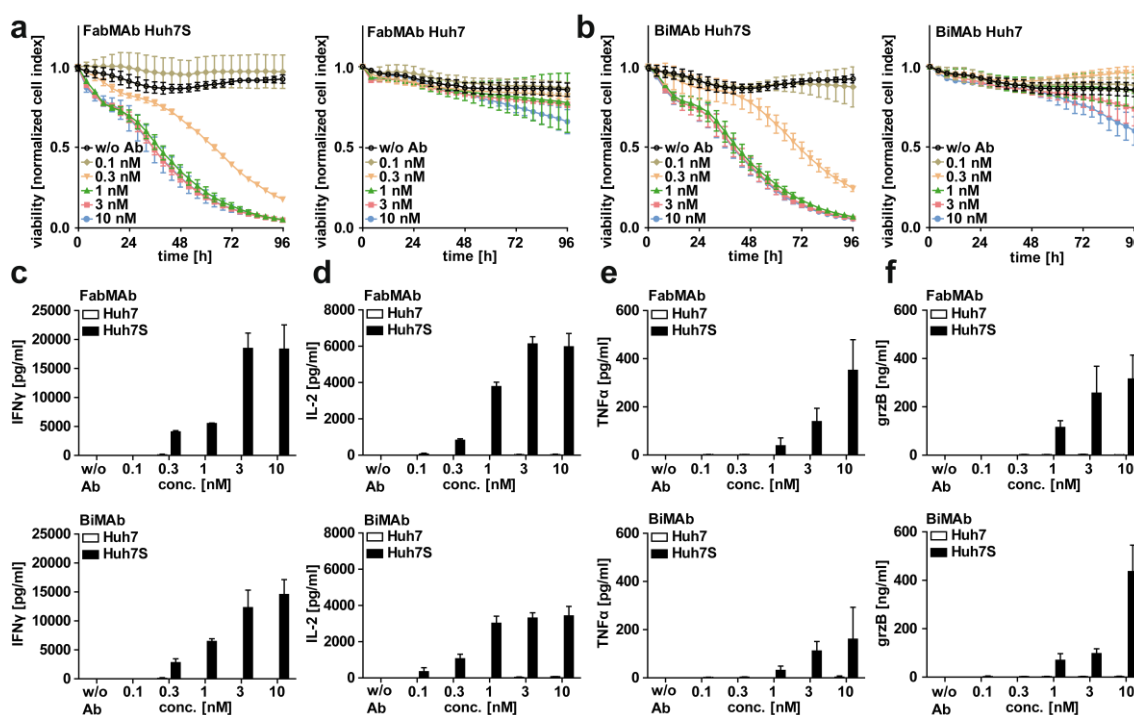 a
FabMAb Huh7S
viability [normalized cell index]
1.0
0.5
0.0
w/o Ab
0.1 nM
0.3 nM
1 nM
3 nM
10 nM
0 24 48 72 96
time [h]
FabMAb Huh7
1.0
0.5
0.0
w/o Ab
0.1 nM
0.3 nM
1 nM
3 nM
10 nM
0 24 48 72 96
time [h]
b
BiMAb Huh7S
viability [normalized cell index]
1.0
0.5
0.0
w/o Ab
0.1 nM
0.3 nM
1 nM
3 nM
10 nM
0 24 48 72 96
time [h]
BiMAb Huh7
viability [normalized cell index]
1.0
0.5
0.0
w/o Ab
0.1 nM
0.3 nM
1 nM
3 nM
10 nM
0 24 48 72 96
time [h]
c
FabMAb
Huh7
Huh7S
IFNγ [pg/ml]
25000
20000
15000
10000
5000
0
w/o 0.1 0.3 1 3 10
Ab conc. [nM]
BiMAb
Huh7
Huh7S
IFNγ [pg/ml]
25000
20000
15000
10000
5000
0
w/o 0.1 0.3 1 3 10
Ab conc. [nM]
d
FabMAb
Huh7
Huh7S
IL-2 [pg/ml]
8000
6000
4000
2000
0
w/o 0.1 0.3 1 3 10
Ab conc. [nM]
BiMAb
Huh7
Huh7S
IL-2 [pg/ml]
8000
6000
4000
2000
0
w/o 0.1 0.3 1 3 10
Ab conc. [nM]
e
FabMAb
Huh7
Huh7S
TNFα [pg/ml]
600
400
200
0
w/o 0.1 0.3 1 3 10
Ab conc. [nM]
BiMAb
Huh7
Huh7S
TNFα [pg/ml]
600
400
200
0
w/o 0.1 0.3 1 3 10
Ab conc. [nM]
f
FabMAb
Huh7
Huh7S
grzB [ng/ml]
600
400
200
0
w/o 0.1 0.3 1 3 10
Ab conc. [nM]
BiMAb
Huh7
Huh7S
grzB [ng/ml]
600
400
200
0
w/o 0.1 0.3 1 3 10
Ab conc. [nM]